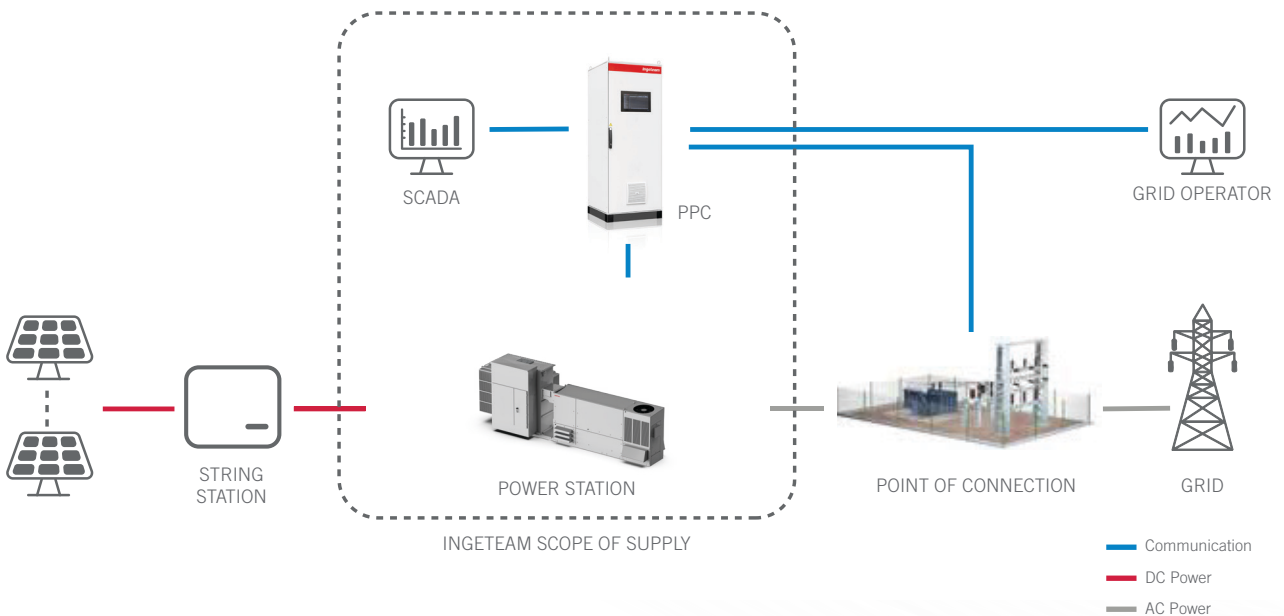 ingeteam
SCADA
PPC
GRID OPERATOR
STRING
STATION
POWER STATION
POINT OF CONNECTION
GRID
INGETEAM SCOPE OF SUPPLY
Communication
DC Power
AC Power